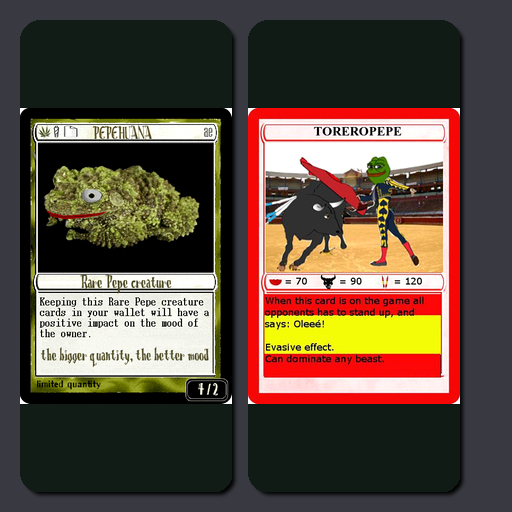 PEPEHUANA
æ
Rare Pepe creature
Keeping this Rare Pepe creature
cards in your wallet will have a
positive impact on the mood of
the owner.
the bigger quantity, the better mood
limited quantity
TOREROPEPE
= 70
= 90
= 120
When this card is on the game all
opponents has to stand up, and
says: Oleeé!
Evasive effect.
Can dominate any beast.